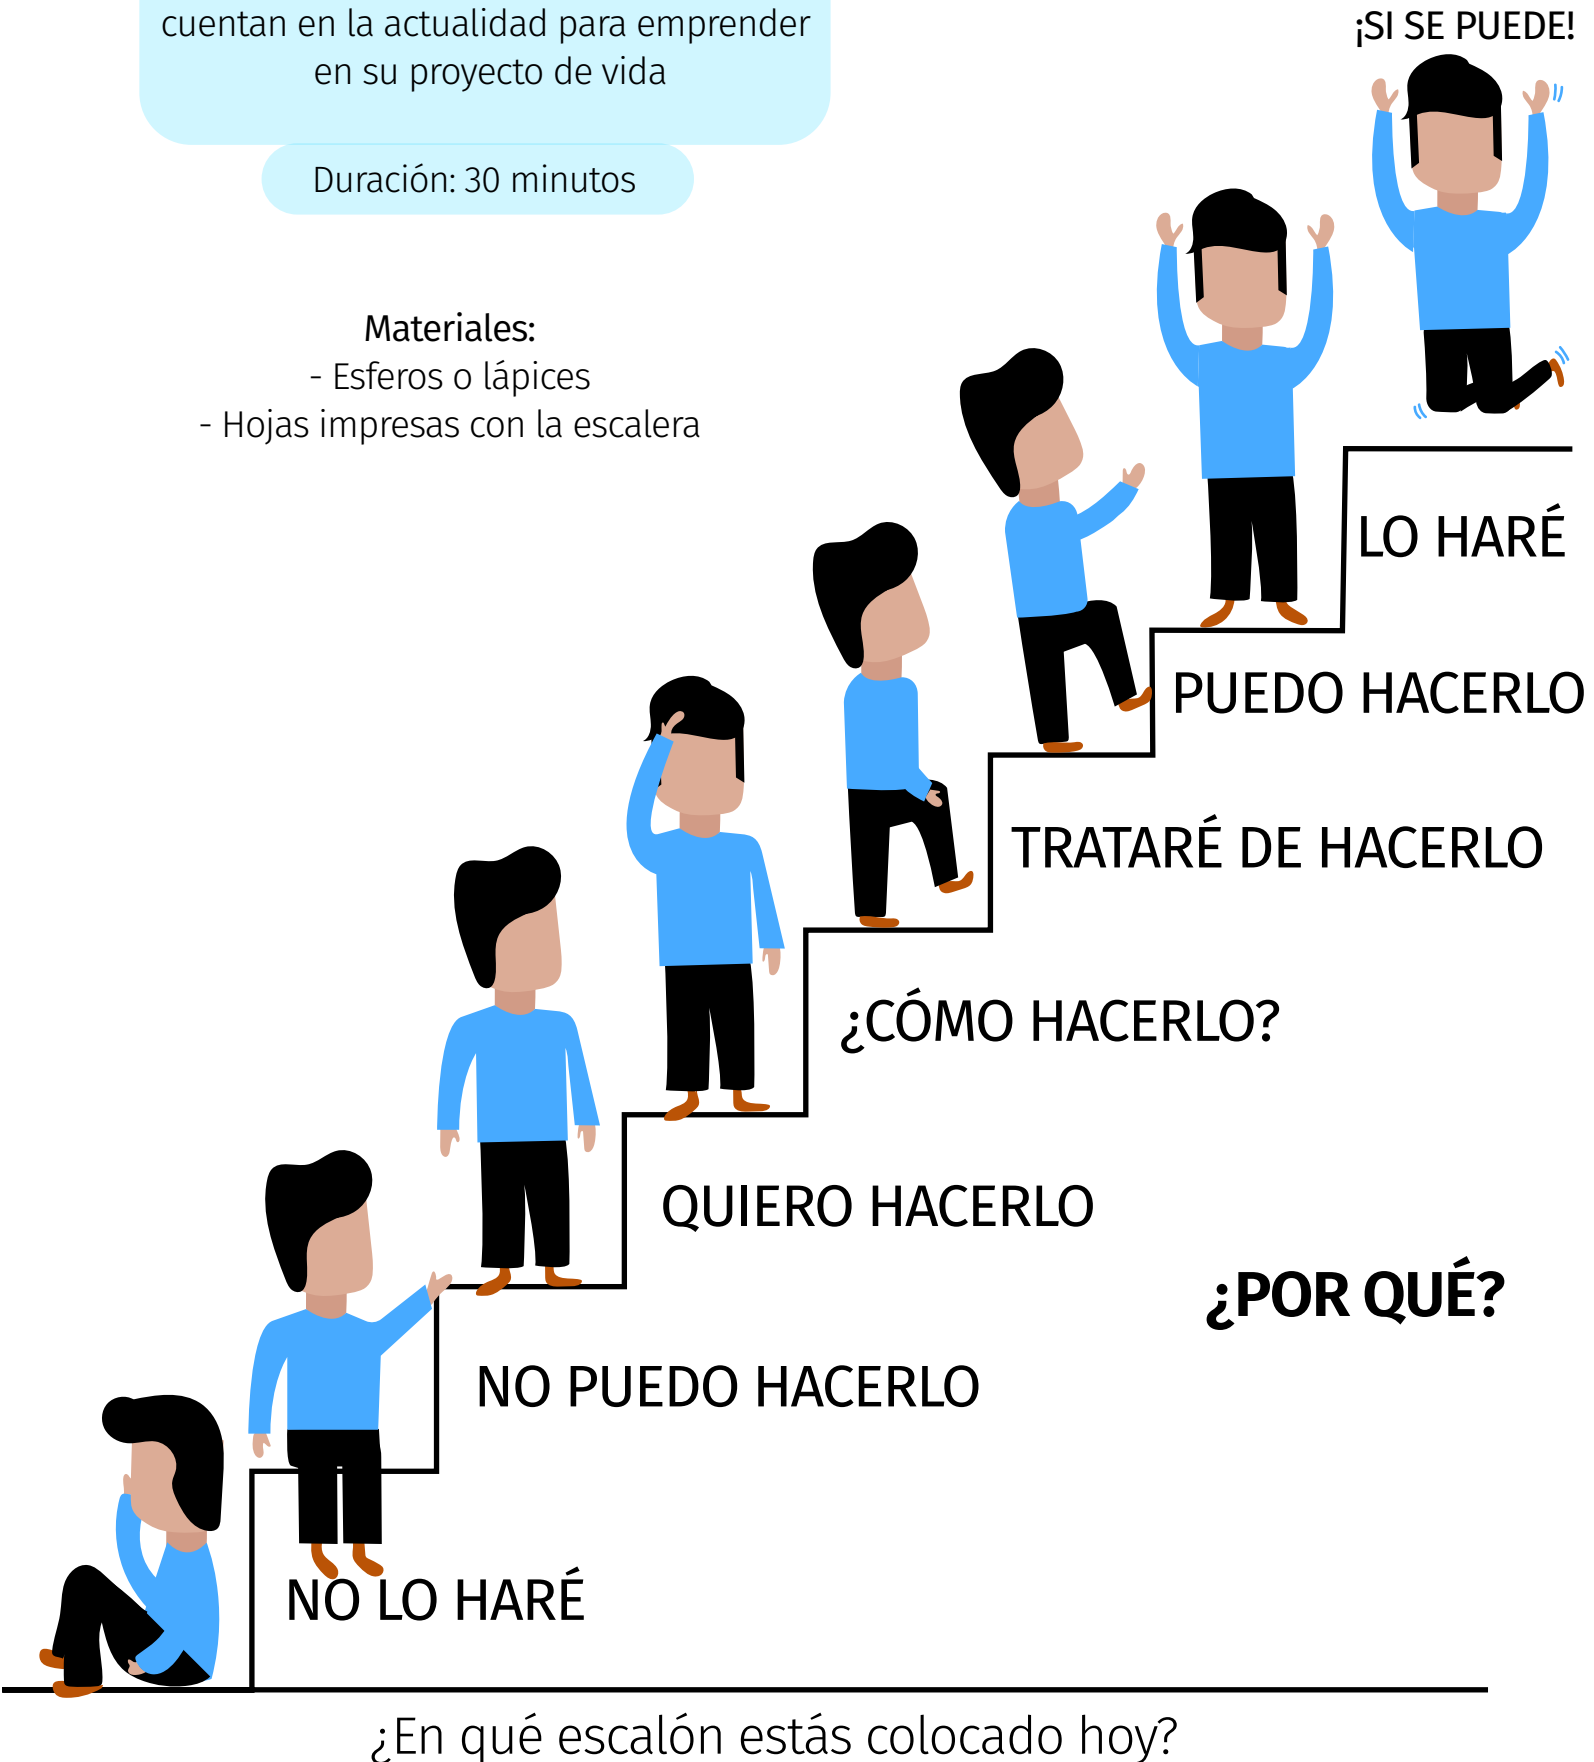 cuentan en la actualidad para emprender
en su proyecto de vida
Duración: 30 minutos
Materiales:
- Esferos o lápices
- Hojas impresas con la escalera
¡SI SE PUEDE!
LO HARÉ
PUEDO HACERLO
TRATARÉ DE HACERLO
¿CÓMO HACERLO?
QUIERO HACERLO
¿POR QUÉ?
NO PUEDO HACERLO
NO LO HARÉ
¿En qué escalón estás colocado hoy?